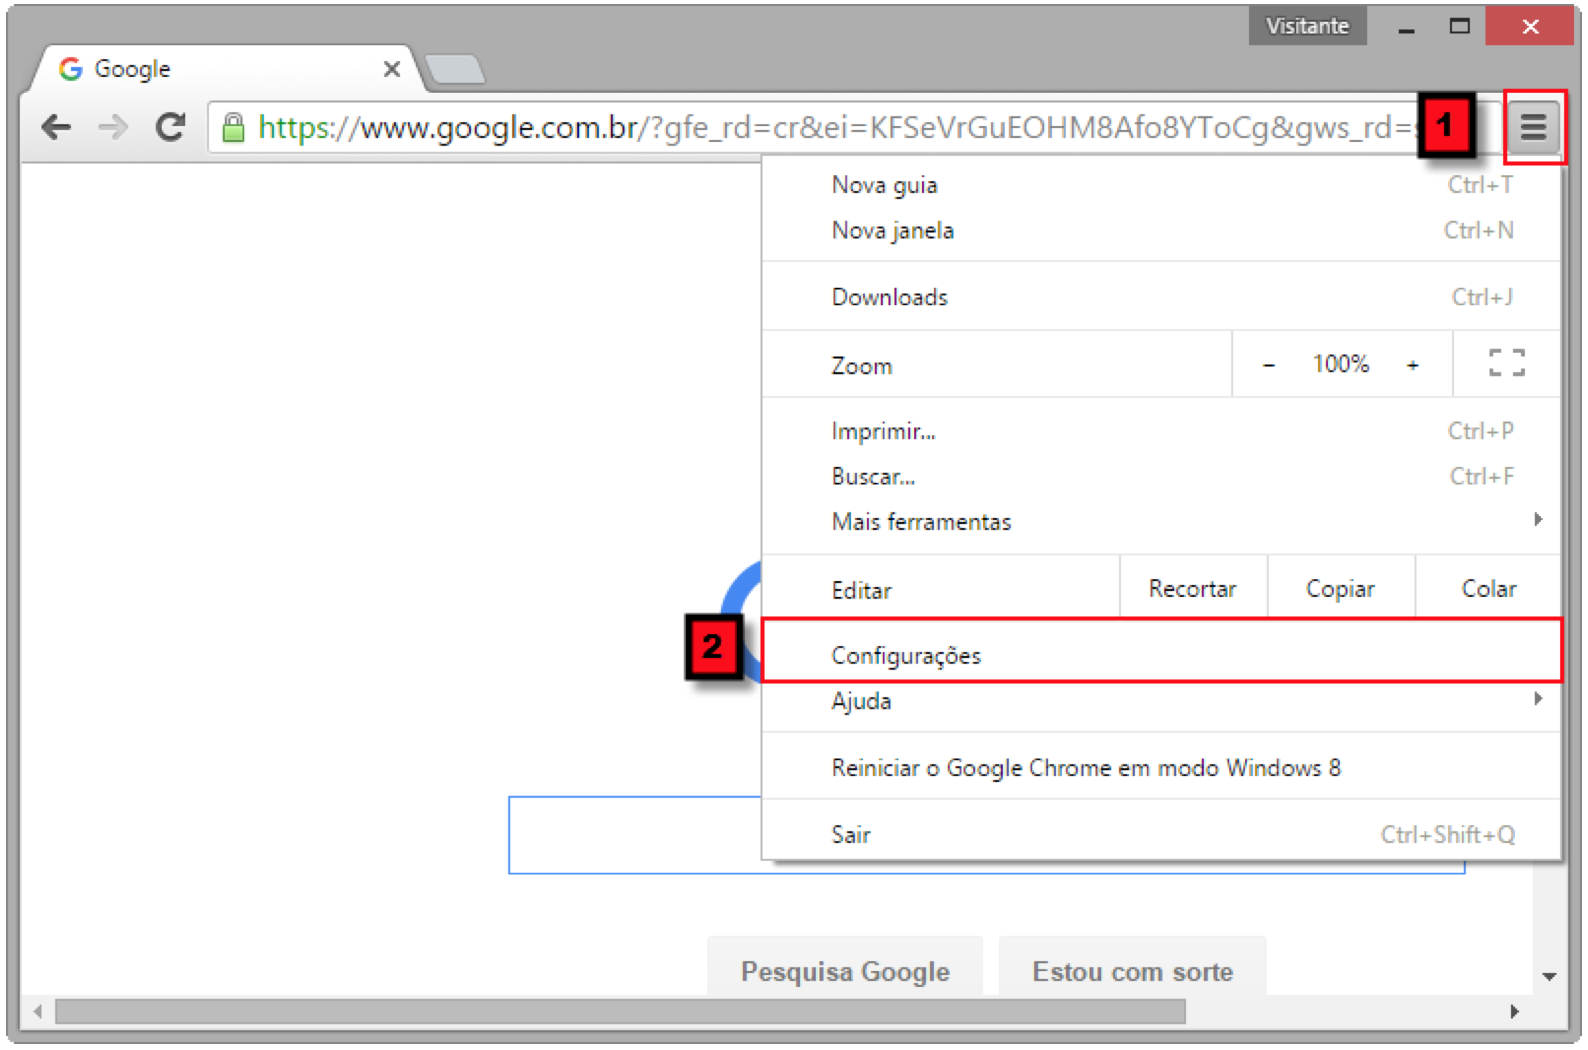 Visitante
Google
https://www.google.com.br/?gfe_rd=cr&ei=KFSeVrGuEOHM8Afo8YToCg&gws_rd=
1
Nova guia Ctrl+T
Nova janela Ctrl+N
Downloads Ctrl+J
Zoom – 100% +
Imprimir... Ctrl+P
Buscar... Ctrl+F
Mais ferramentas
Editar Recortar Copiar Colar
2
Configurações
Ajuda
Reiniciar o Google Chrome em modo Windows 8
Sair Ctrl+Shift+Q
Pesquisa Google Estou com sorte